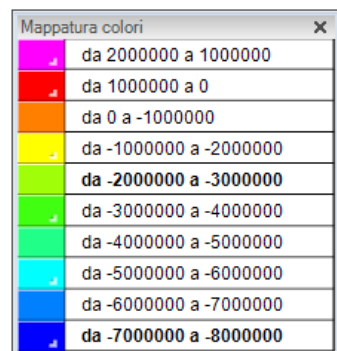 Mappatura colori
da 2000000 a 1000000
da 1000000 a 0
da 0 a -1000000
da -1000000 a -2000000
da -2000000 a -3000000
da -3000000 a -4000000
da -4000000 a -5000000
da -5000000 a -6000000
da -6000000 a -7000000
da -7000000 a -8000000